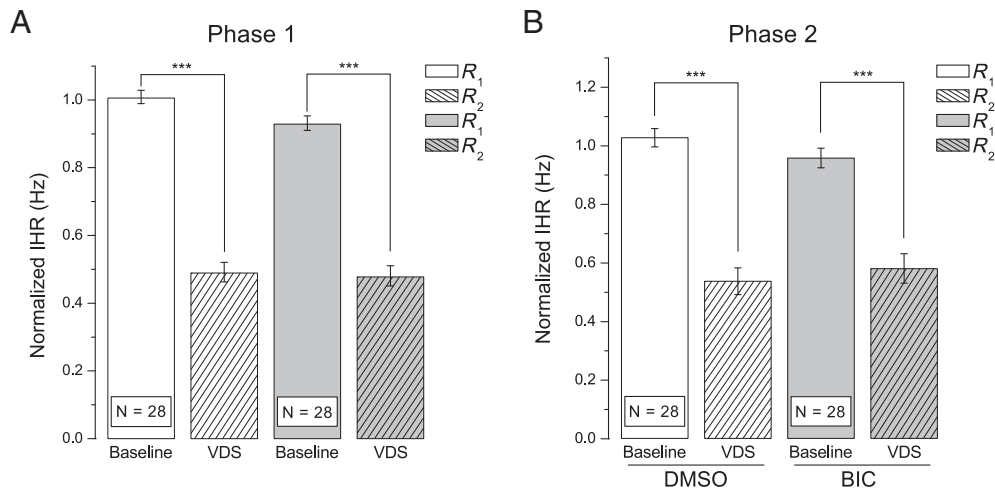 A
Phase 1
Normalized IHR (Hz)
1.0
0.8
0.6
0.4
0.2
0.0
***
***
N = 28
N = 28
Baseline
VDS
Baseline
VDS
R1
R2
R1
R2
B
Phase 2
Normalized IHR (Hz)
1.2
1.0
0.8
0.6
0.4
0.2
0.0
***
***
N = 28
N = 28
Baseline
VDS
Baseline
VDS
DMSO
BIC
R1
R2
R1
R2